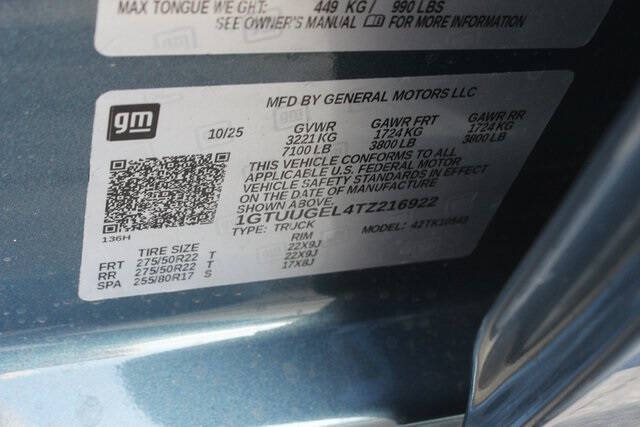 MAX TONGUE WEIGHT: 449 KG/ 990 LBS
SEE OWNER'S MANUAL FOR MORE INFORMATION
gm
MFD BY GENERAL MOTORS LLC
10/25 GVWR GAWR FRT GAWR RR
3221 KG 1724 KG 1724 KG
7100 LB 3800 LB 3800 LB
THIS VEHICLE CONFORMS TO ALL
APPLICABLE U.S. FEDERAL MOTOR
VEHICLE SAFETY STANDARDS IN EFFECT
ON THE DATE OF MANUFACTURE
SHOWN ABOVE.
1GTUUGEL4TZ216922
TYPE: TRUCK MODEL: 42TK10543
136H
TIRE SIZE RIM
FRT 275/50R22 T 22X9J
RR 275/50R22 T 22X9J
SPA 255/80R17 S 17X8J